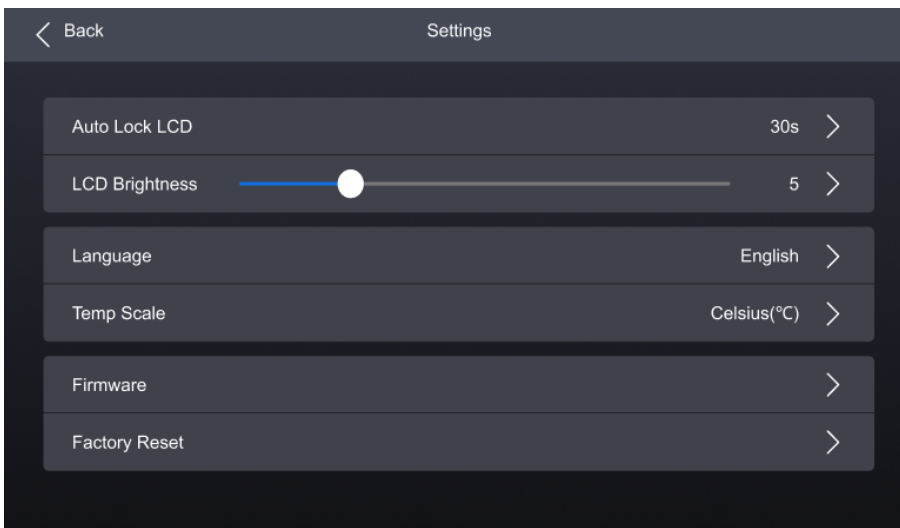 Back
Settings
Auto Lock LCD 30s
LCD Brightness 5
Language English
Temp Scale Celsius(℃)
Firmware
Factory Reset